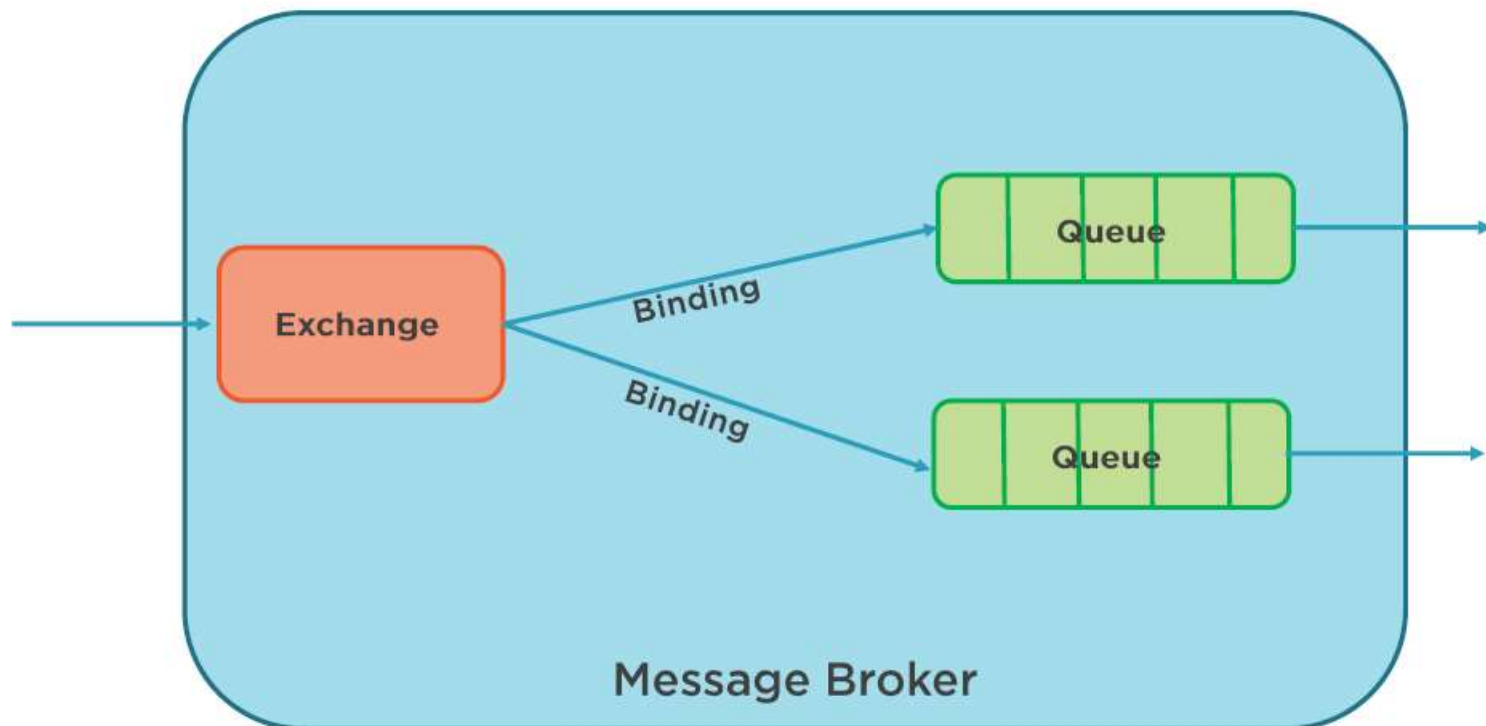 Queue
Binding
Exchange
Binding
Queue
Message Broker